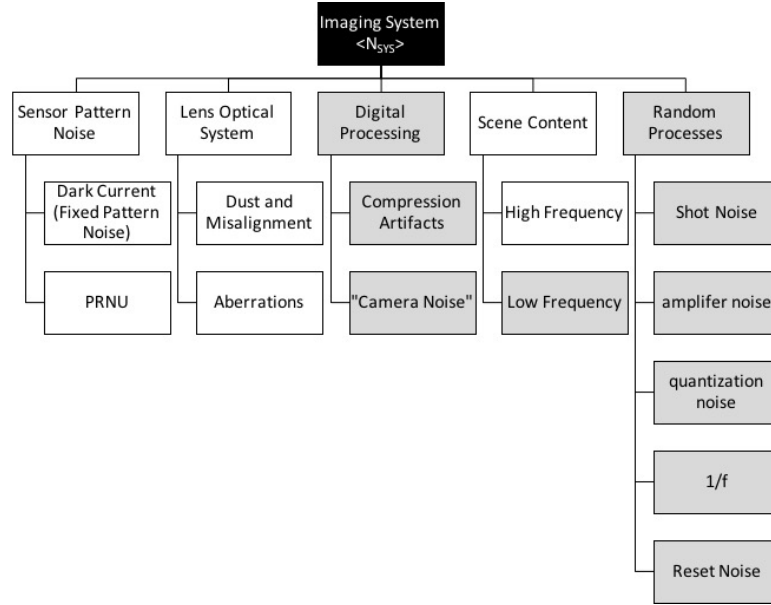 Imaging System
<N_SYS>
Sensor Pattern
Noise
Lens Optical
System
Digital
Processing
Scene Content
Random
Processes
Dark Current
(Fixed Pattern
Noise)
Dust and
Misalignment
Compression
Artifacts
High Frequency
Shot Noise
PRNU
Aberrations
"Camera Noise"
Low Frequency
amplifer noise
quantization
noise
1/f
Reset Noise